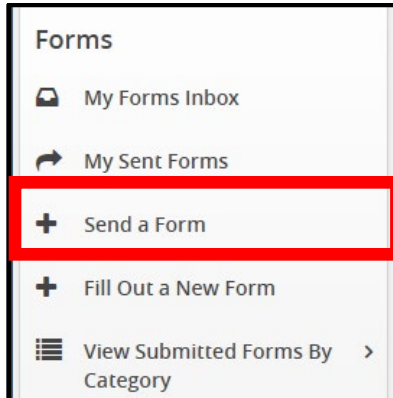 Forms
My Forms Inbox
My Sent Forms
Send a Form
Fill Out a New Form
View Submitted Forms By
Category